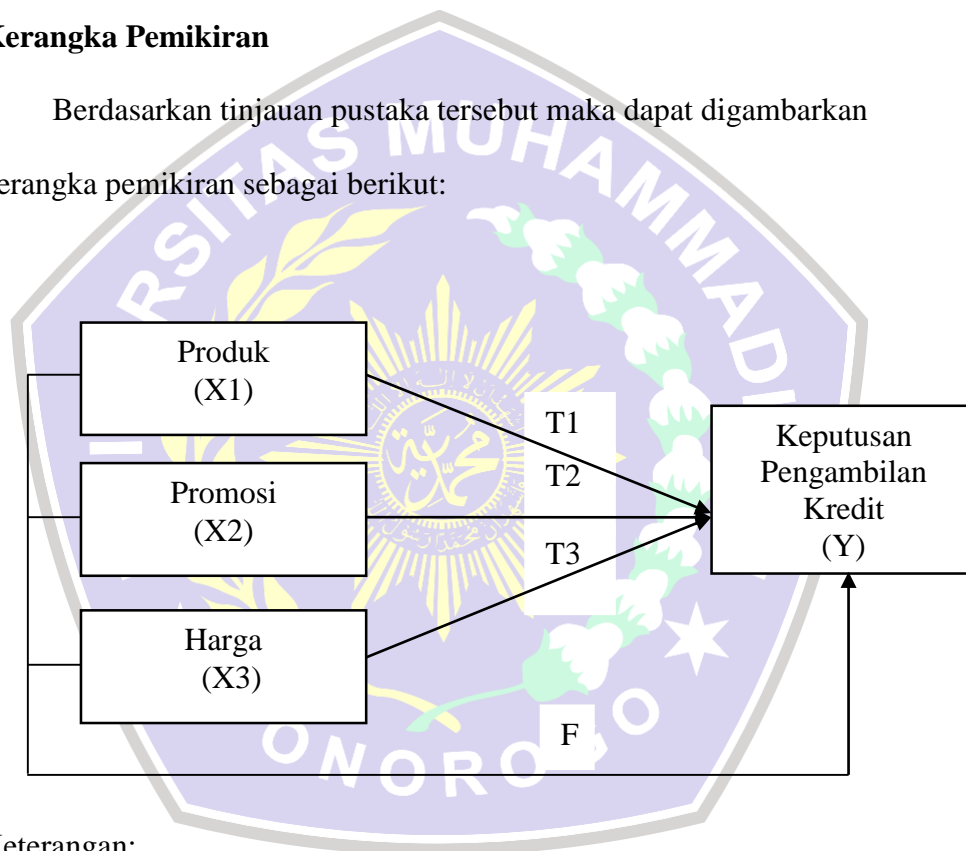 Kerangka Pemikiran
Berdasarkan tinjauan pustaka tersebut maka dapat digambarkan
kerangka pemikiran sebagai berikut:
Produk
(X1)
Promosi
(X2)
Harga
(X3)
T1
T2
T3
F
Keputusan
Pengambilan
Kredit
(Y)
Keterangan: